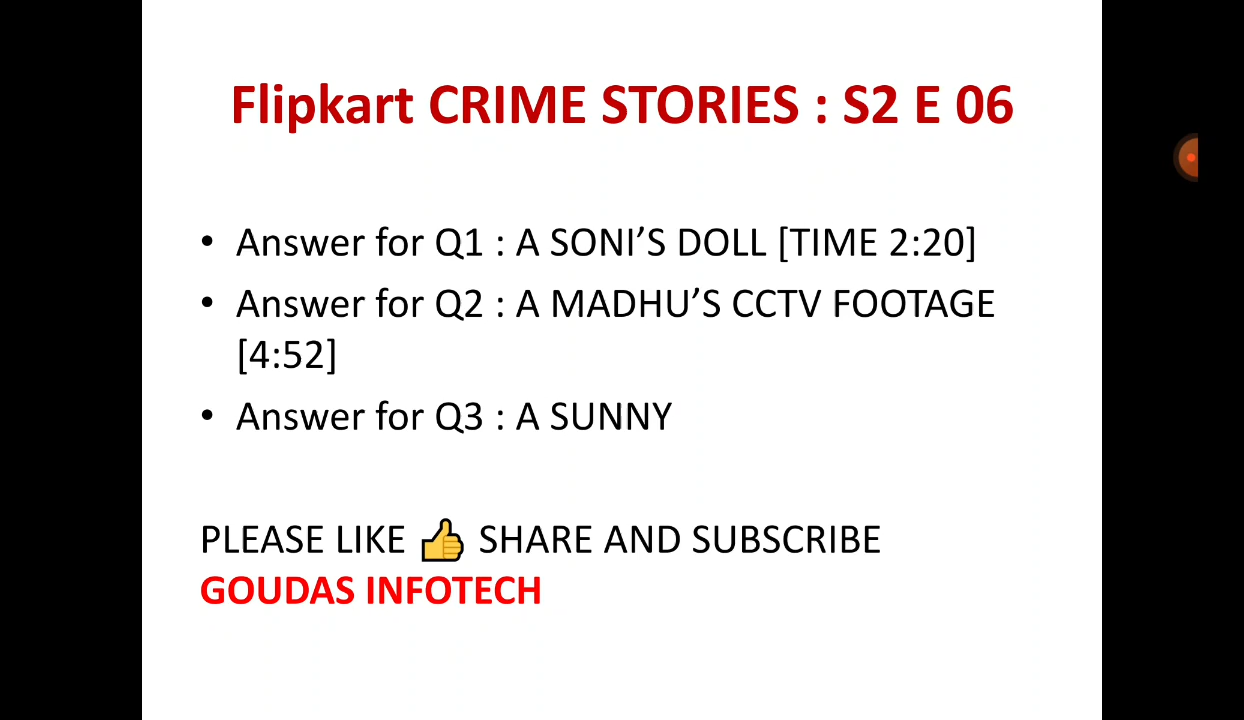 Flipkart CRIME STORIES : S2 E 06
• Answer for Q1 : A SONI’S DOLL [TIME 2:20]
• Answer for Q2 : A MADHU’S CCTV FOOTAGE
[4:52]
• Answer for Q3 : A SUNNY
PLEASE LIKE 👍 SHARE AND SUBSCRIBE
GOUDAS INFOTECH